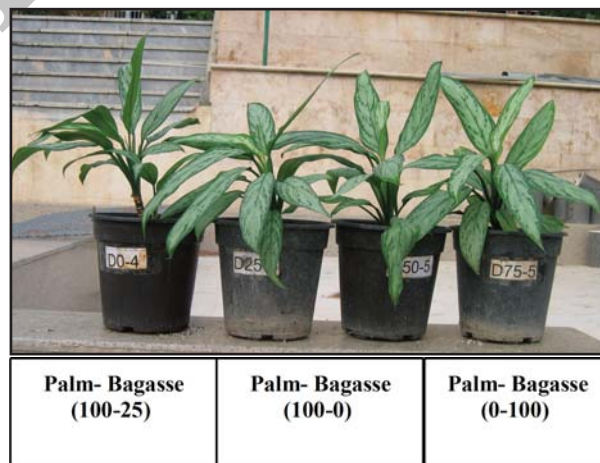 D0-4
D25
50-5
D75-5
Palm- Bagasse
(100-25)
Palm- Bagasse
(100-0)
Palm- Bagasse
(0-100)